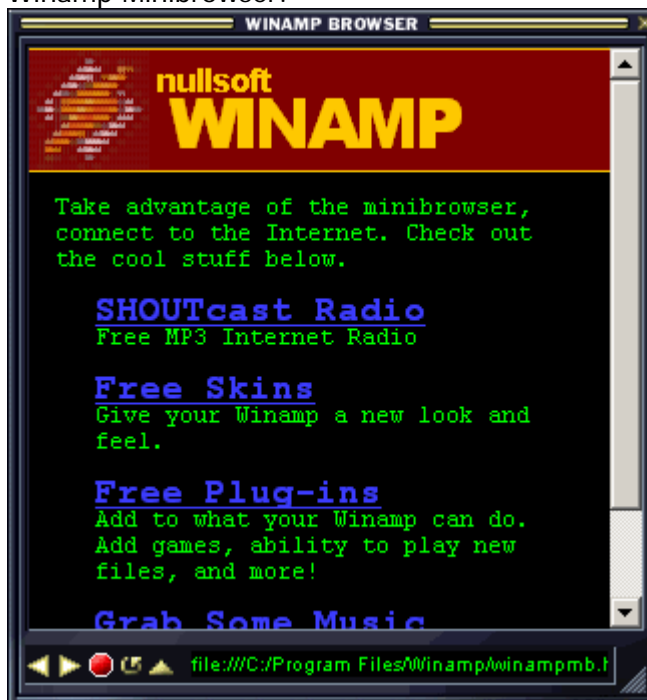 WINAMP BROWSER
nullsoft
WINAMP
Take advantage of the minibrowser,
connect to the Internet. Check out
the cool stuff below.
SHOUTcast Radio
Free MP3 Internet Radio
Free Skins
Give your Winamp a new look and
feel.
Free Plug-ins
Add to what your Winamp can do.
Add games, ability to play new
files, and more!
Grab Some Music
file:///C:/Program Files/Winamp/winampmb.h